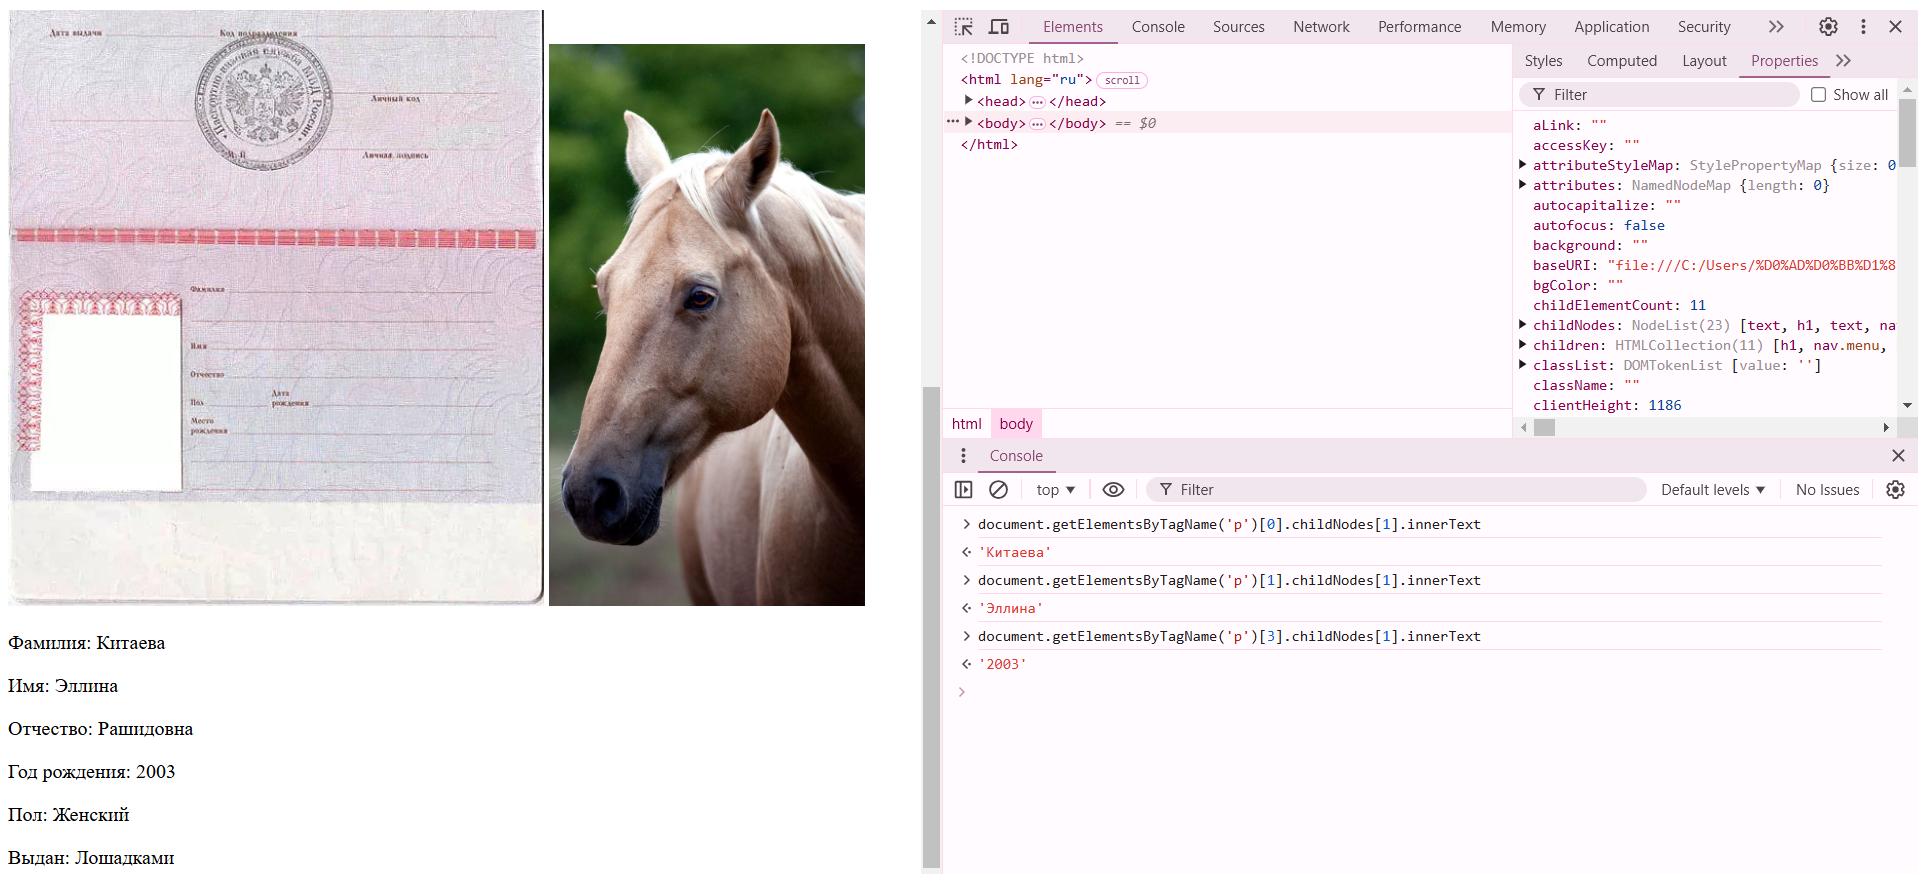 Дата выдачи
Код подразделения
Паспортно-визовая служба МВД России
Личный код
М. П
Личная подпись
Фамилия
Имя
Отчество
Пол
Дата
рождения
Место
рождения
Фамилия: Китаева
Имя: Эллина
Отчество: Рашидовна
Год рождения: 2003
Пол: Женский
Выдан: Лошадками
Elements Console Sources Network Performance Memory Application Security
<!DOCTYPE html>
<html lang="ru"> scroll
<head> ••• </head>
••• <body> ••• </body> == $0
</html>
html body
Styles Computed Layout Properties
Filter Show all
aLink: ""
accessKey: ""
attributeStyleMap: StylePropertyMap {size: 0
attributes: NamedNodeMap {length: 0}
autocapitalize: ""
autofocus: false
background: ""
baseURI: "file:///C:/Users/%D0%AD%D0%BB%D1%8
bgColor: ""
childElementCount: 11
childNodes: NodeList(23) [text, h1, text, na
children: HTMLCollection(11) [h1, nav.menu,
classList: DOMTokenList [value: '']
className: ""
clientHeight: 1186
Console
top Filter Default levels No Issues
document.getElementsByTagName('p')[0].childNodes[1].innerText
'Китаева'
document.getElementsByTagName('p')[1].childNodes[1].innerText
'Эллина'
document.getElementsByTagName('p')[3].childNodes[1].innerText
'2003'